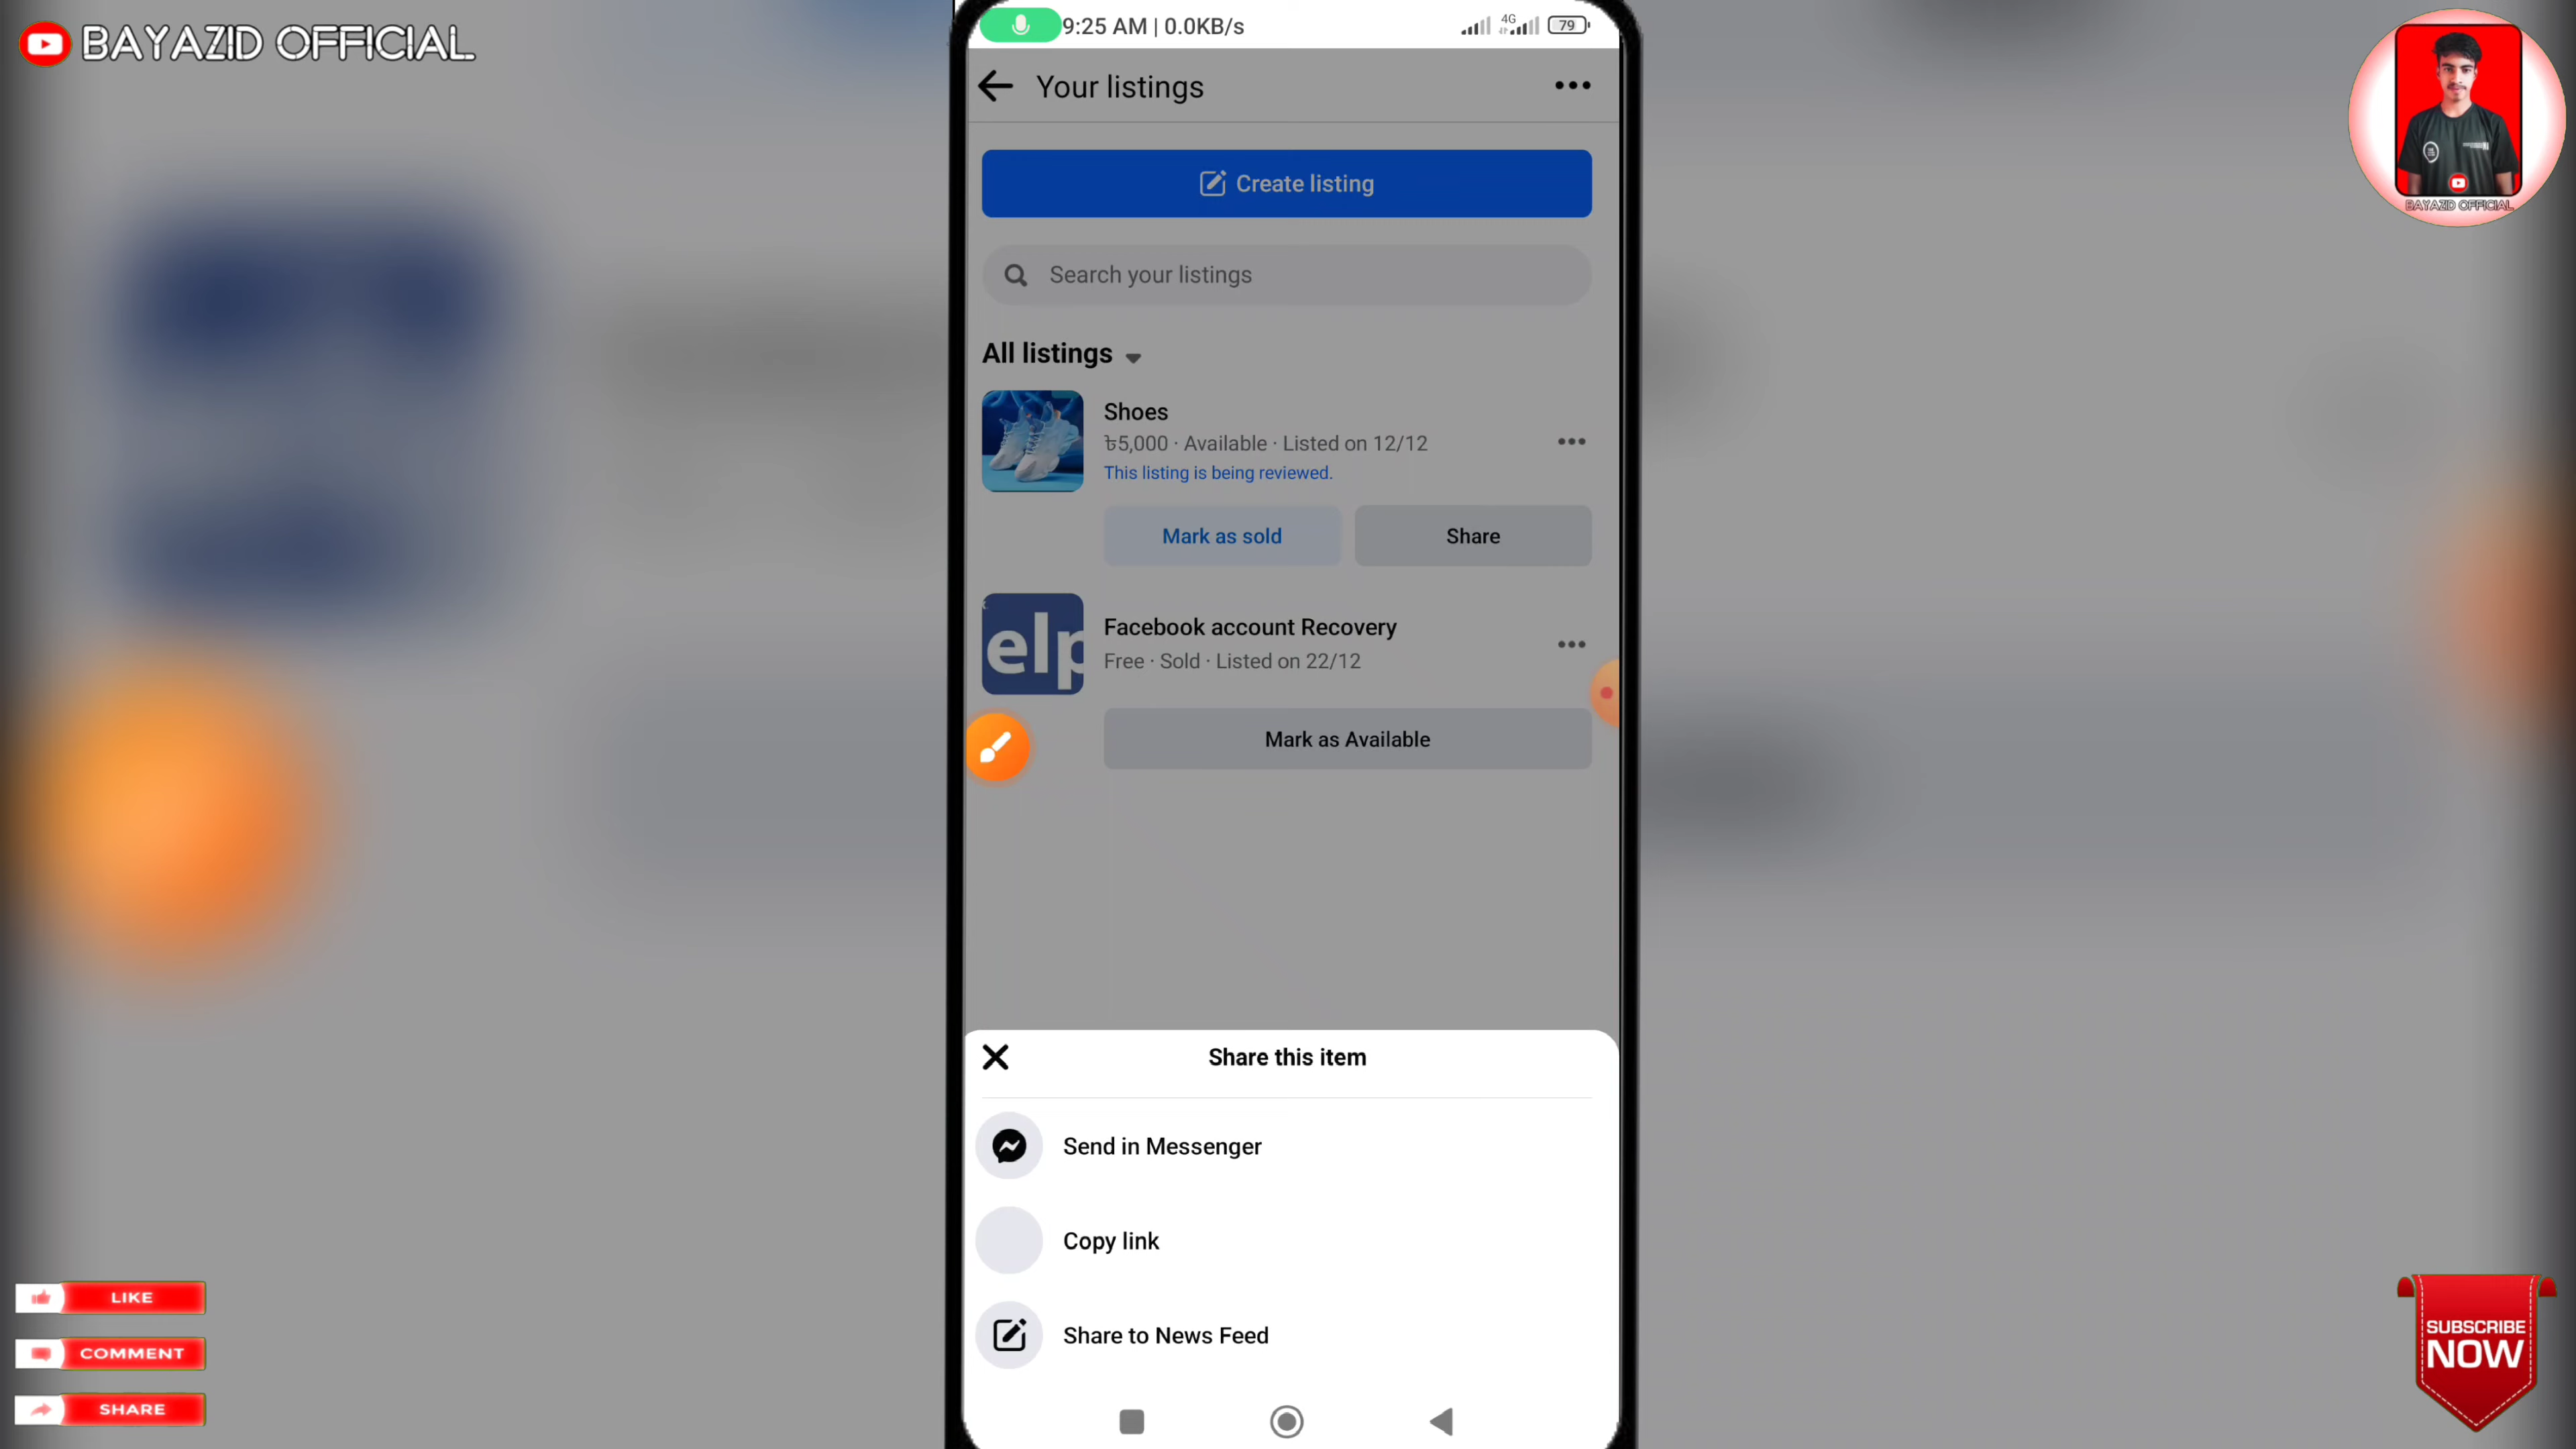 BAYAZID OFFICIAL
9:25 AM | 0.0KB/s
4G
79
BAYAZID OFFICIAL
Your listings
Create listing
Search your listings
All listings
Shoes
৳5,000 · Available · Listed on 12/12
This listing is being reviewed.
Mark as sold
Share
elp
Facebook account Recovery
Free · Sold · Listed on 22/12
Mark as Available
Share this item
Send in Messenger
Copy link
Share to News Feed
LIKE
COMMENT
SHARE
SUBSCRIBE
NOW